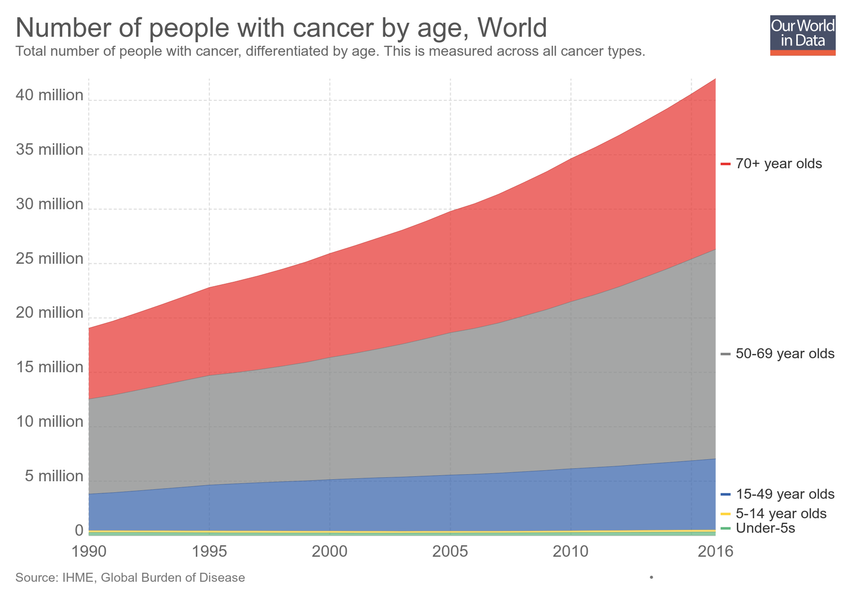 Number of people with cancer by age, World
Total number of people with cancer, differentiated by age. This is measured across all cancer types.
Our World
in Data
40 million
35 million
30 million
25 million
20 million
15 million
10 million
5 million
0
70+ year olds
50-69 year olds
15-49 year olds
5-14 year olds
Under-5s
1990 1995 2000 2005 2010 2016
Source: IHME, Global Burden of Disease